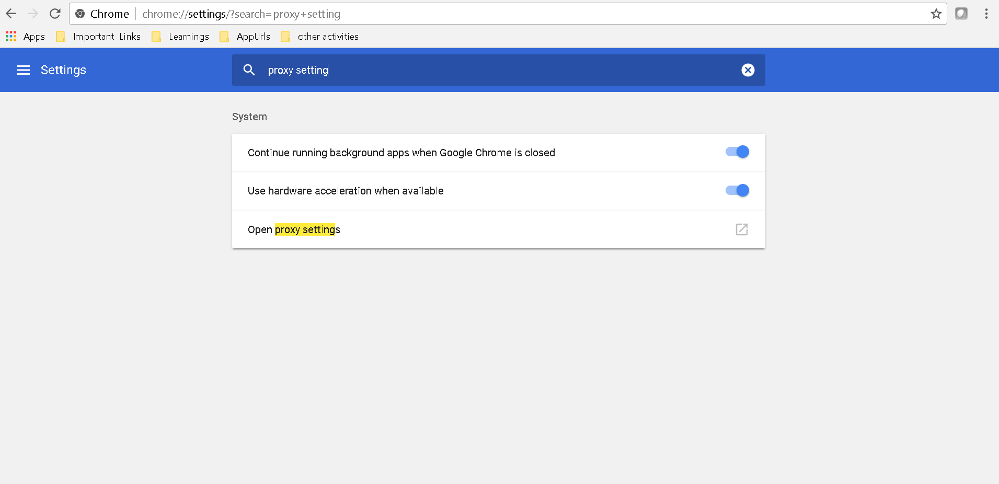 Chrome chrome://settings/?search=proxy+setting
Apps Important Links Learnings AppUrls other activities
Settings proxy setting
System
Continue running background apps when Google Chrome is closed
Use hardware acceleration when available
Open proxy settings